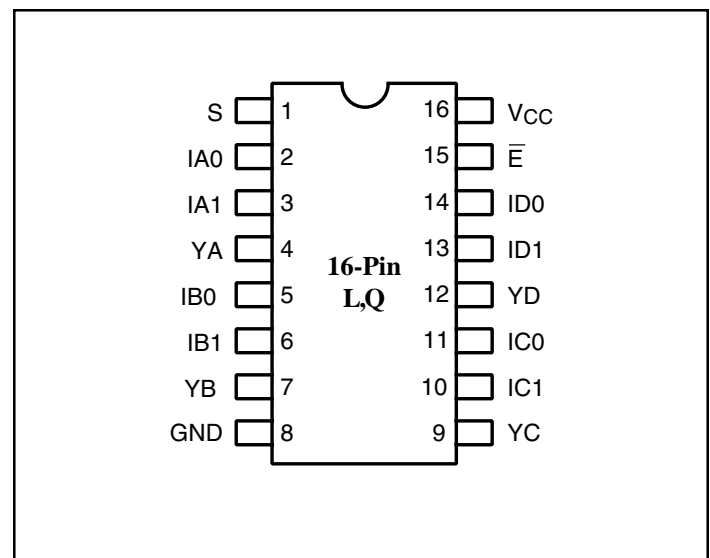 S 1 16 VCC
IA0 2 15 E̅
IA1 3 14 ID0
YA 4 13 ID1
16-Pin
IB0 5 12 YD
L,Q
IB1 6 11 IC0
YB 7 10 IC1
GND 8 9 YC